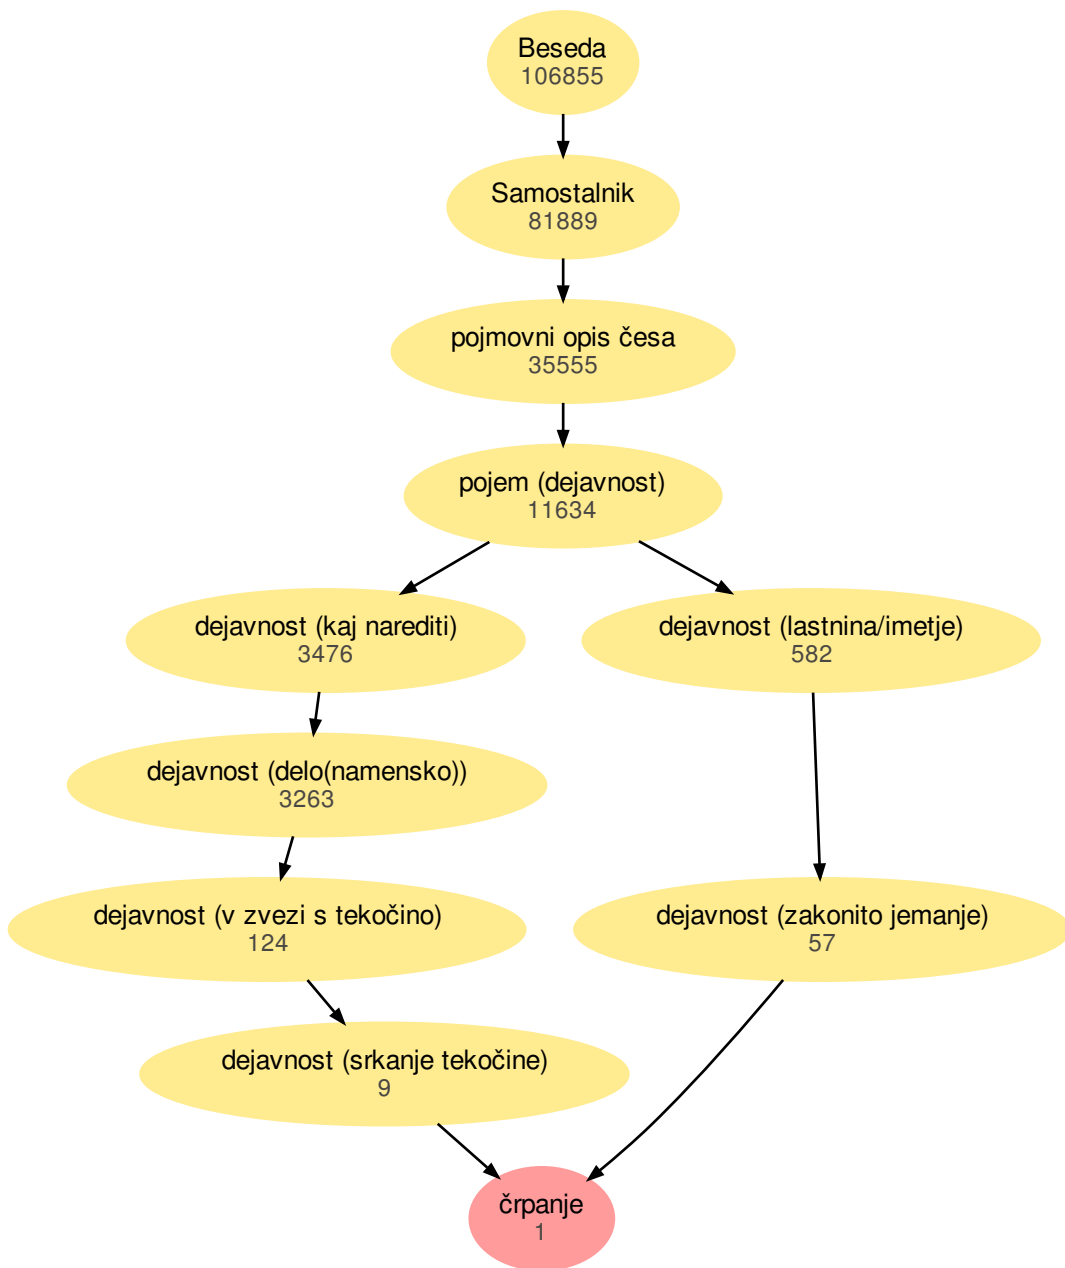 Beseda
106855
Samostalnik
81889
pojmovni opis česa
35555
pojem (dejavnost)
11634
dejavnost (kaj narediti)
3476
dejavnost (lastnina/imetje)
582
dejavnost (delo(namensko))
3263
dejavnost (v zvezi s tekočino)
124
dejavnost (zakonito jemanje)
57
dejavnost (srkanje tekočine)
9
črpanje
1